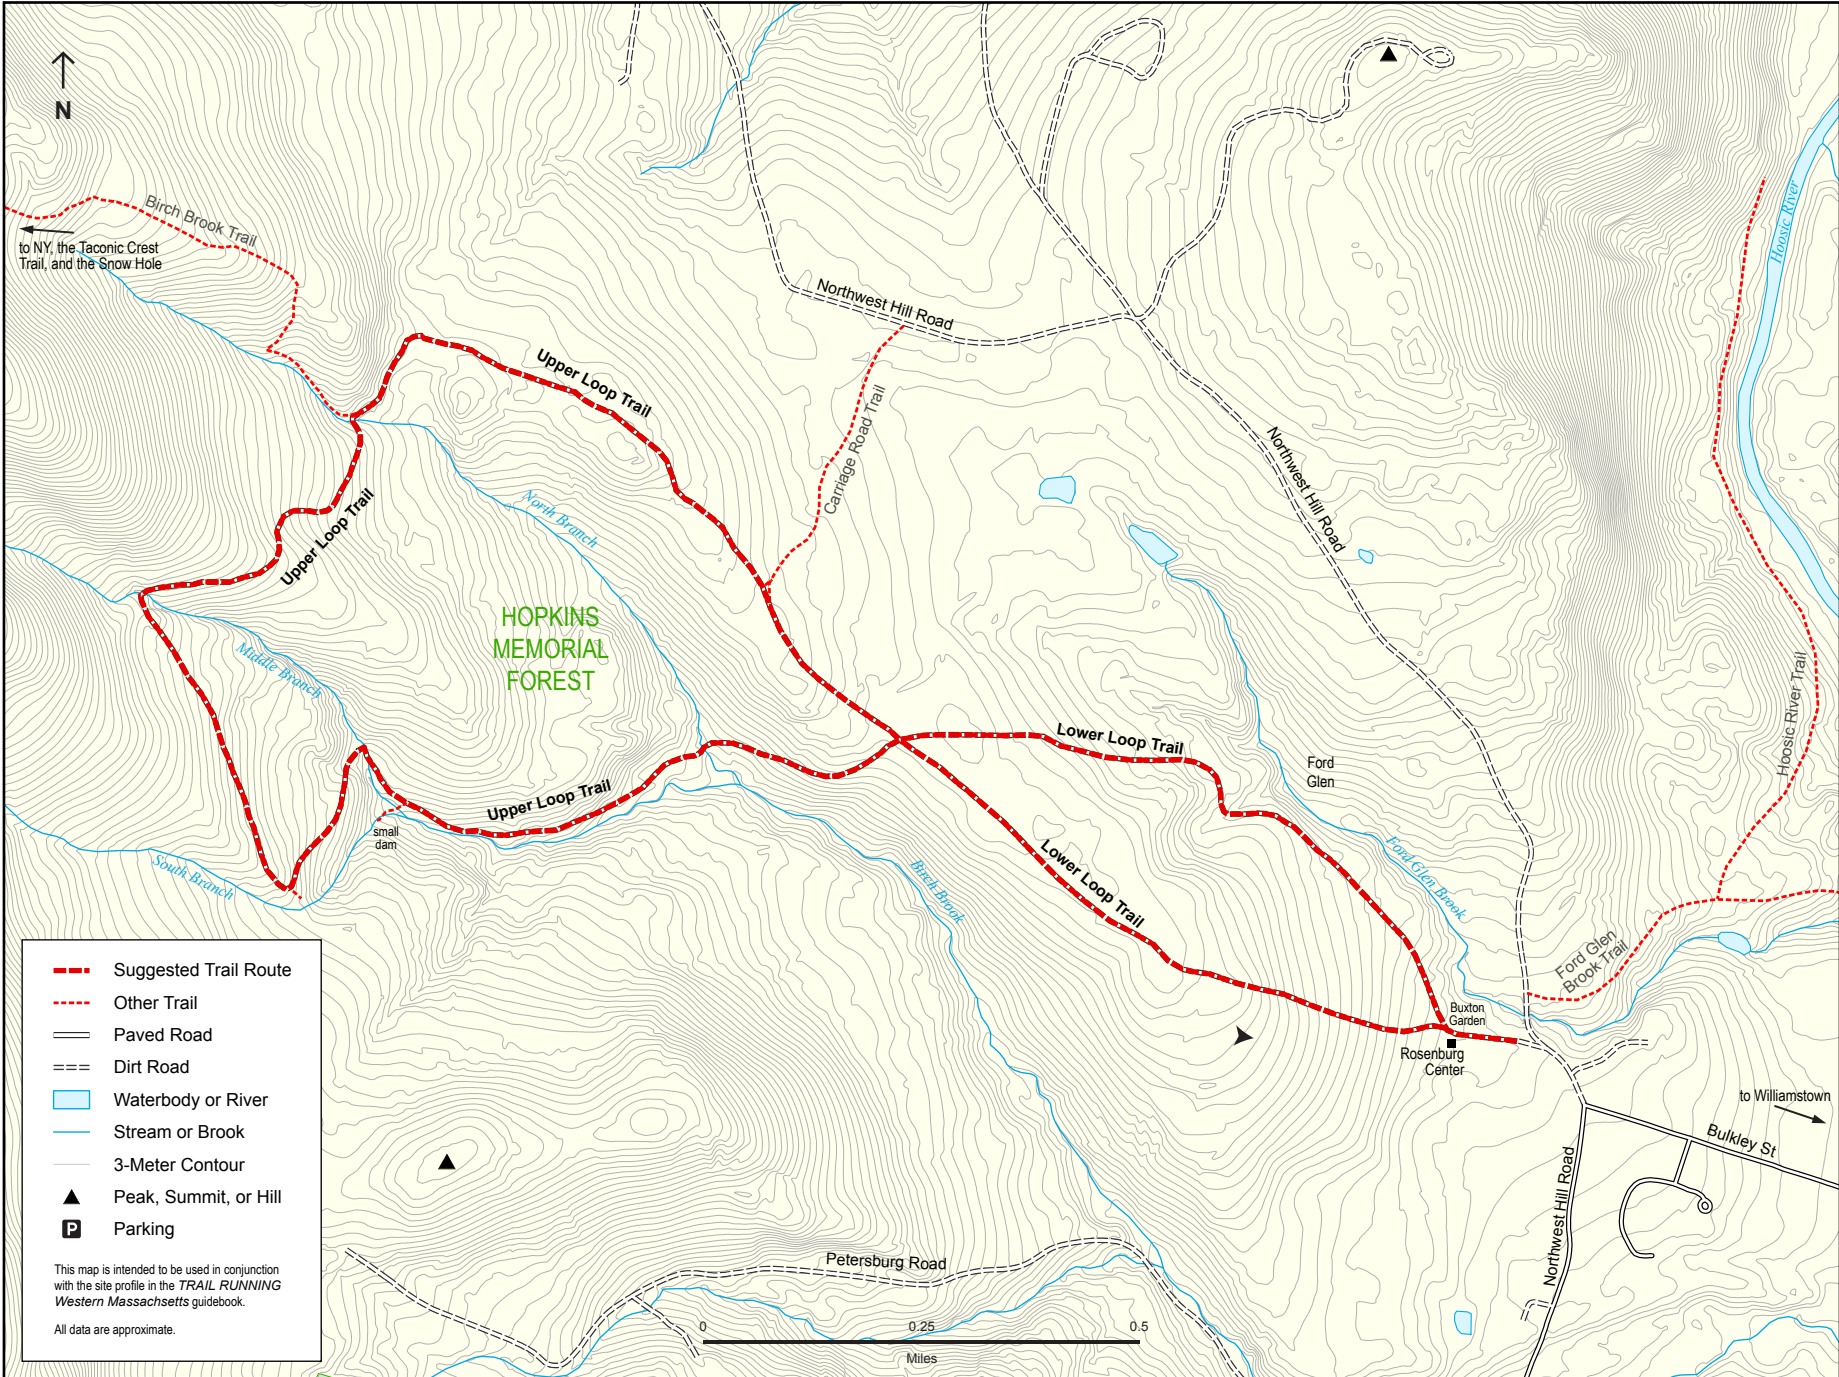 N
Birch Brook Trail
to NY, the Taconic Crest
Trail, and the Snow Hole
Northwest Hill Road
Hoosic River
Upper Loop Trail
Carriage Road Trail
Northwest Hill Road
Upper Loop Trail
North Branch
HOPKINS
MEMORIAL
FOREST
Middle Branch
Hoosic River Trail
Lower Loop Trail
Ford
Glen
Upper Loop Trail
small
dam
South Branch
Lower Loop Trail
Birch Brook
Ford Glen Brook
Ford Glen
Brook Trail
Buxton
Garden
Rosenburg
Center
to Williamstown
Bulkley St
Northwest Hill Road
Petersburg Road
Suggested Trail Route
Other Trail
Paved Road
Dirt Road
Waterbody or River
Stream or Brook
3-Meter Contour
Peak, Summit, or Hill
P
Parking
This map is intended to be used in conjunction
with the site profile in the TRAIL RUNNING
Western Massachsetts guidebook.
All data are approximate.
0 0.25 0.5
Miles